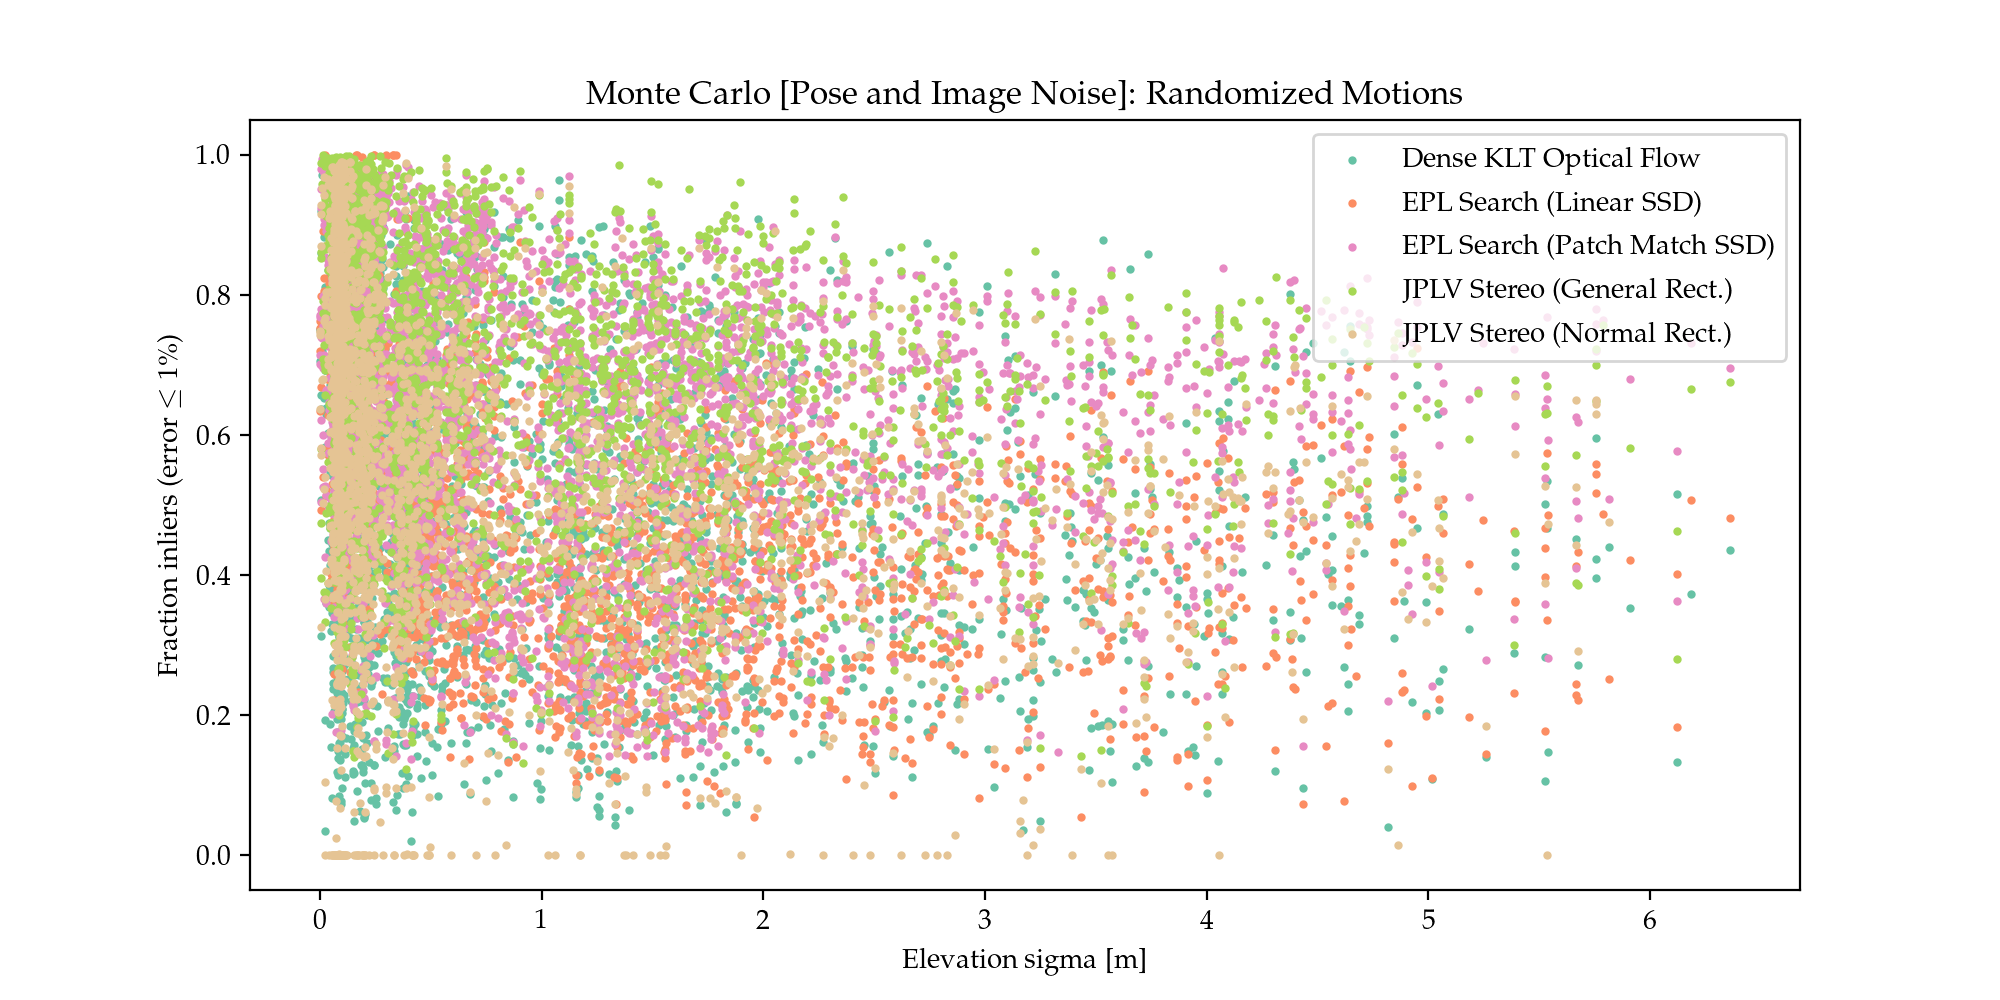 Monte Carlo [Pose and Image Noise]: Randomized Motions
Fraction inliers (error ≤ 1%)
1.0
0.8
0.6
0.4
0.2
0.0
Dense KLT Optical Flow
EPL Search (Linear SSD)
EPL Search (Patch Match SSD)
JPLV Stereo (General Rect.)
JPLV Stereo (Normal Rect.)
0 1 2 3 4 5 6
Elevation sigma [m]